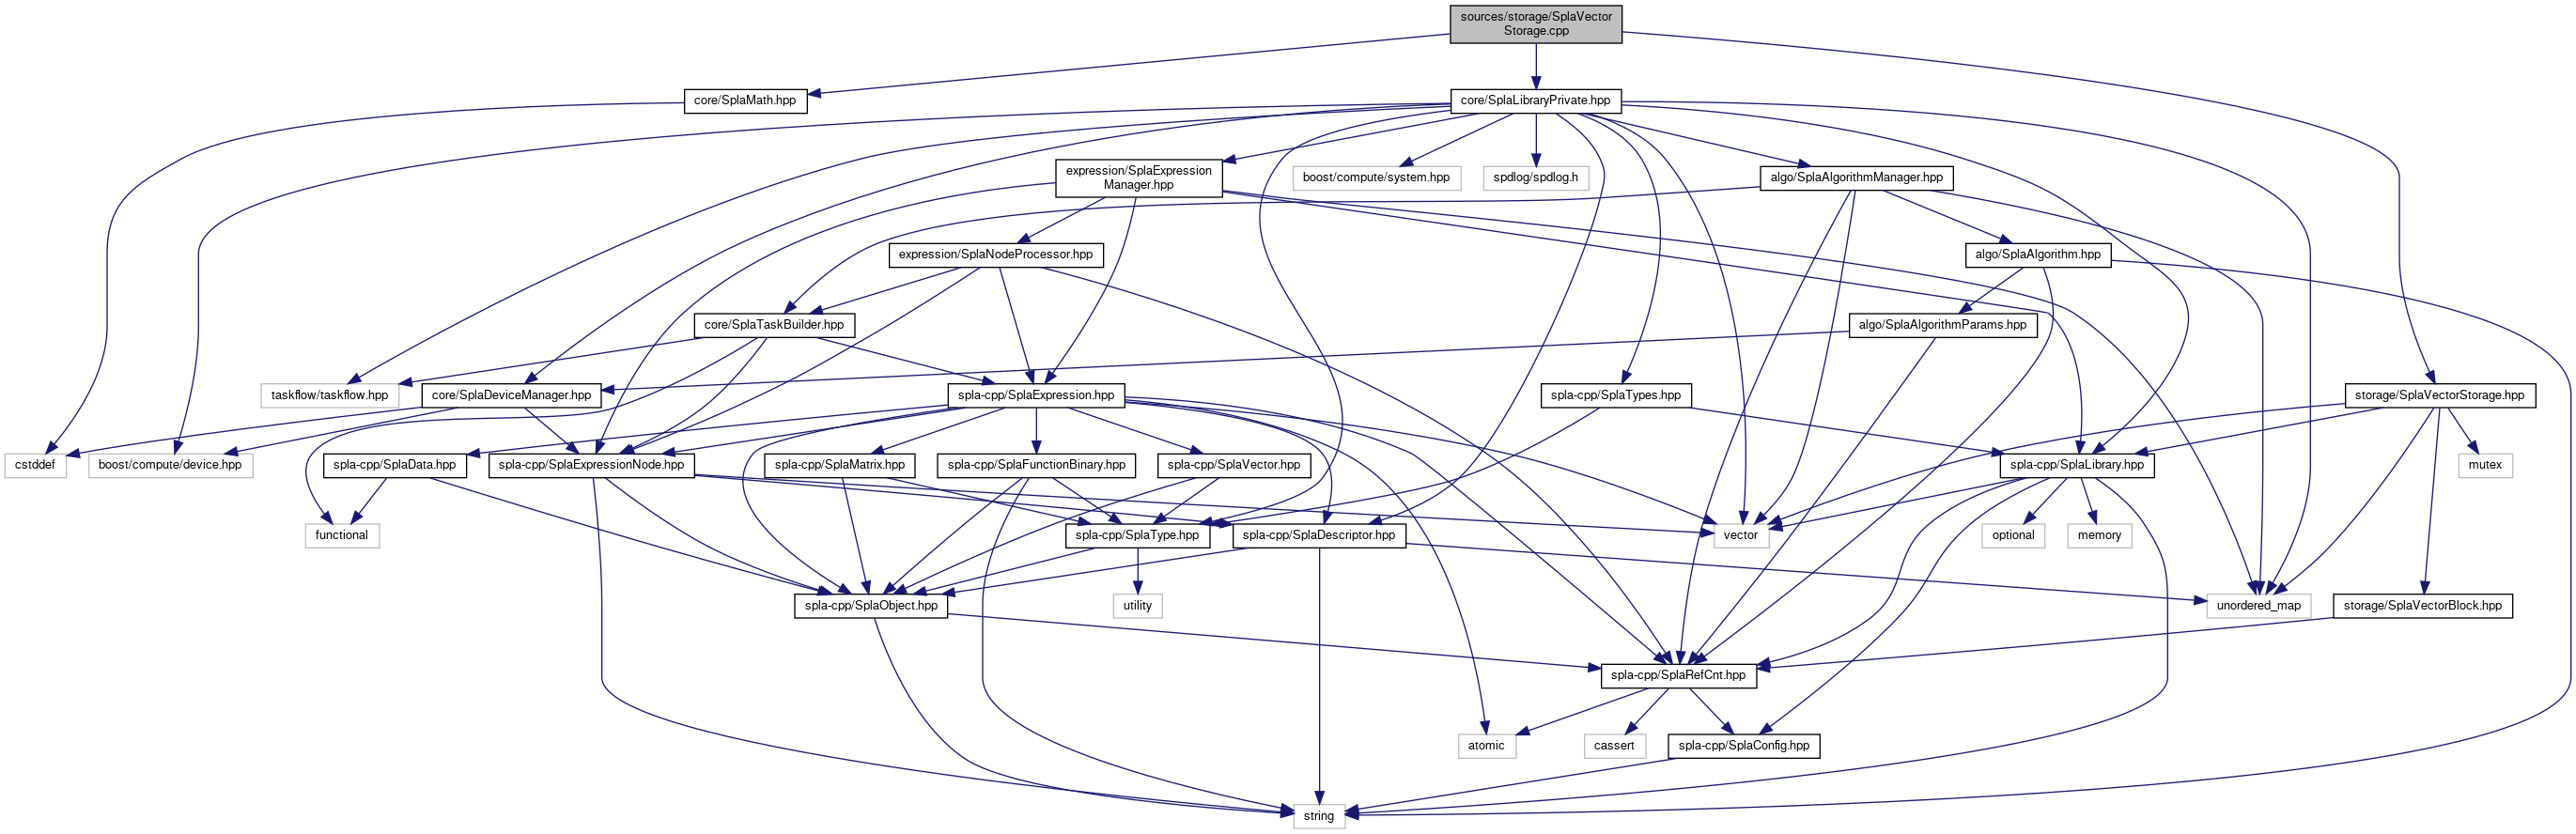 sources/storage/SplaVector
Storage.cpp
core/SplaMath.hpp
core/SplaLibraryPrivate.hpp
expression/SplaExpression
Manager.hpp
boost/compute/system.hpp
spdlog/spdlog.h
algo/SplaAlgorithmManager.hpp
expression/SplaNodeProcessor.hpp
algo/SplaAlgorithm.hpp
core/SplaTaskBuilder.hpp
algo/SplaAlgorithmParams.hpp
taskflow/taskflow.hpp
core/SplaDeviceManager.hpp
spla-cpp/SplaExpression.hpp
spla-cpp/SplaTypes.hpp
storage/SplaVectorStorage.hpp
cstddef
boost/compute/device.hpp
spla-cpp/SplaData.hpp
spla-cpp/SplaExpressionNode.hpp
spla-cpp/SplaMatrix.hpp
spla-cpp/SplaFunctionBinary.hpp
spla-cpp/SplaVector.hpp
spla-cpp/SplaLibrary.hpp
mutex
functional
spla-cpp/SplaType.hpp
spla-cpp/SplaDescriptor.hpp
vector
optional
memory
spla-cpp/SplaObject.hpp
utility
unordered_map
storage/SplaVectorBlock.hpp
spla-cpp/SplaRefCnt.hpp
atomic
cassert
spla-cpp/SplaConfig.hpp
string